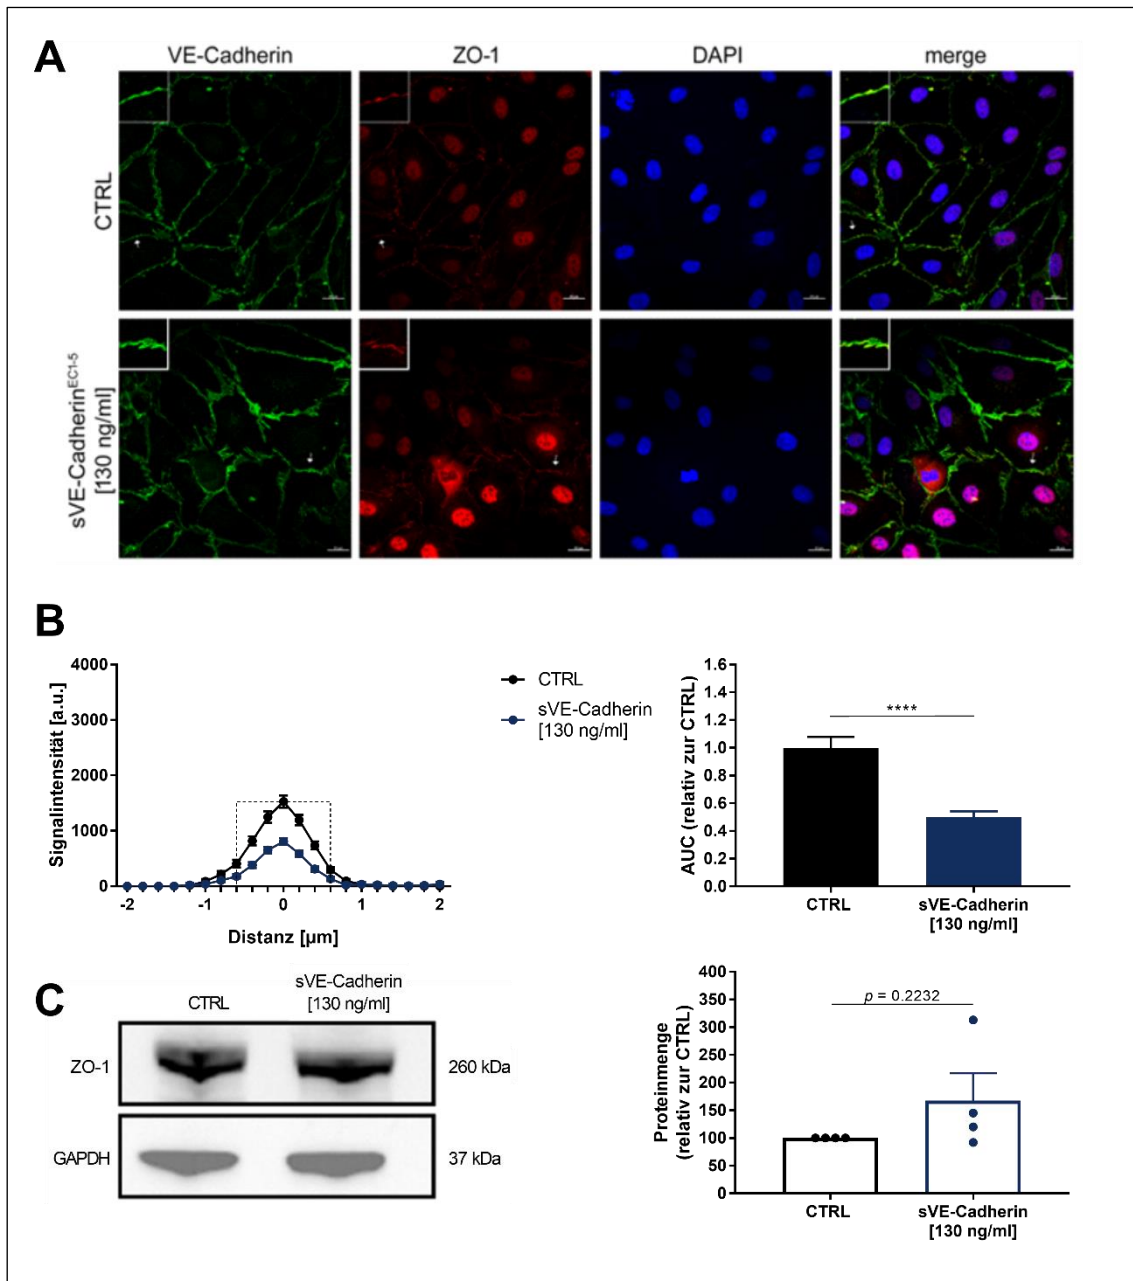 A
VE-Cadherin
ZO-1
DAPI
merge
CTRL
sVE-Cadherin^EC1-5
[130 ng/ml]
B
4000
3000
2000
1000
0
Signalintensität [a.u.]
-2
-1
0
1
2
Distanz [µm]
CTRL
sVE-Cadherin
[130 ng/ml]
1.6
1.4
1.2
1.0
0.8
0.6
0.4
0.2
0.0
AUC (relativ zur CTRL)
****
CTRL
sVE-Cadherin
[130 ng/ml]
C
CTRL
sVE-Cadherin
[130 ng/ml]
ZO-1
260 kDa
GAPDH
37 kDa
400
350
300
250
200
150
100
50
0
Proteinmenge
(relativ zur CTRL)
p = 0.2232
CTRL
sVE-Cadherin
[130 ng/ml]